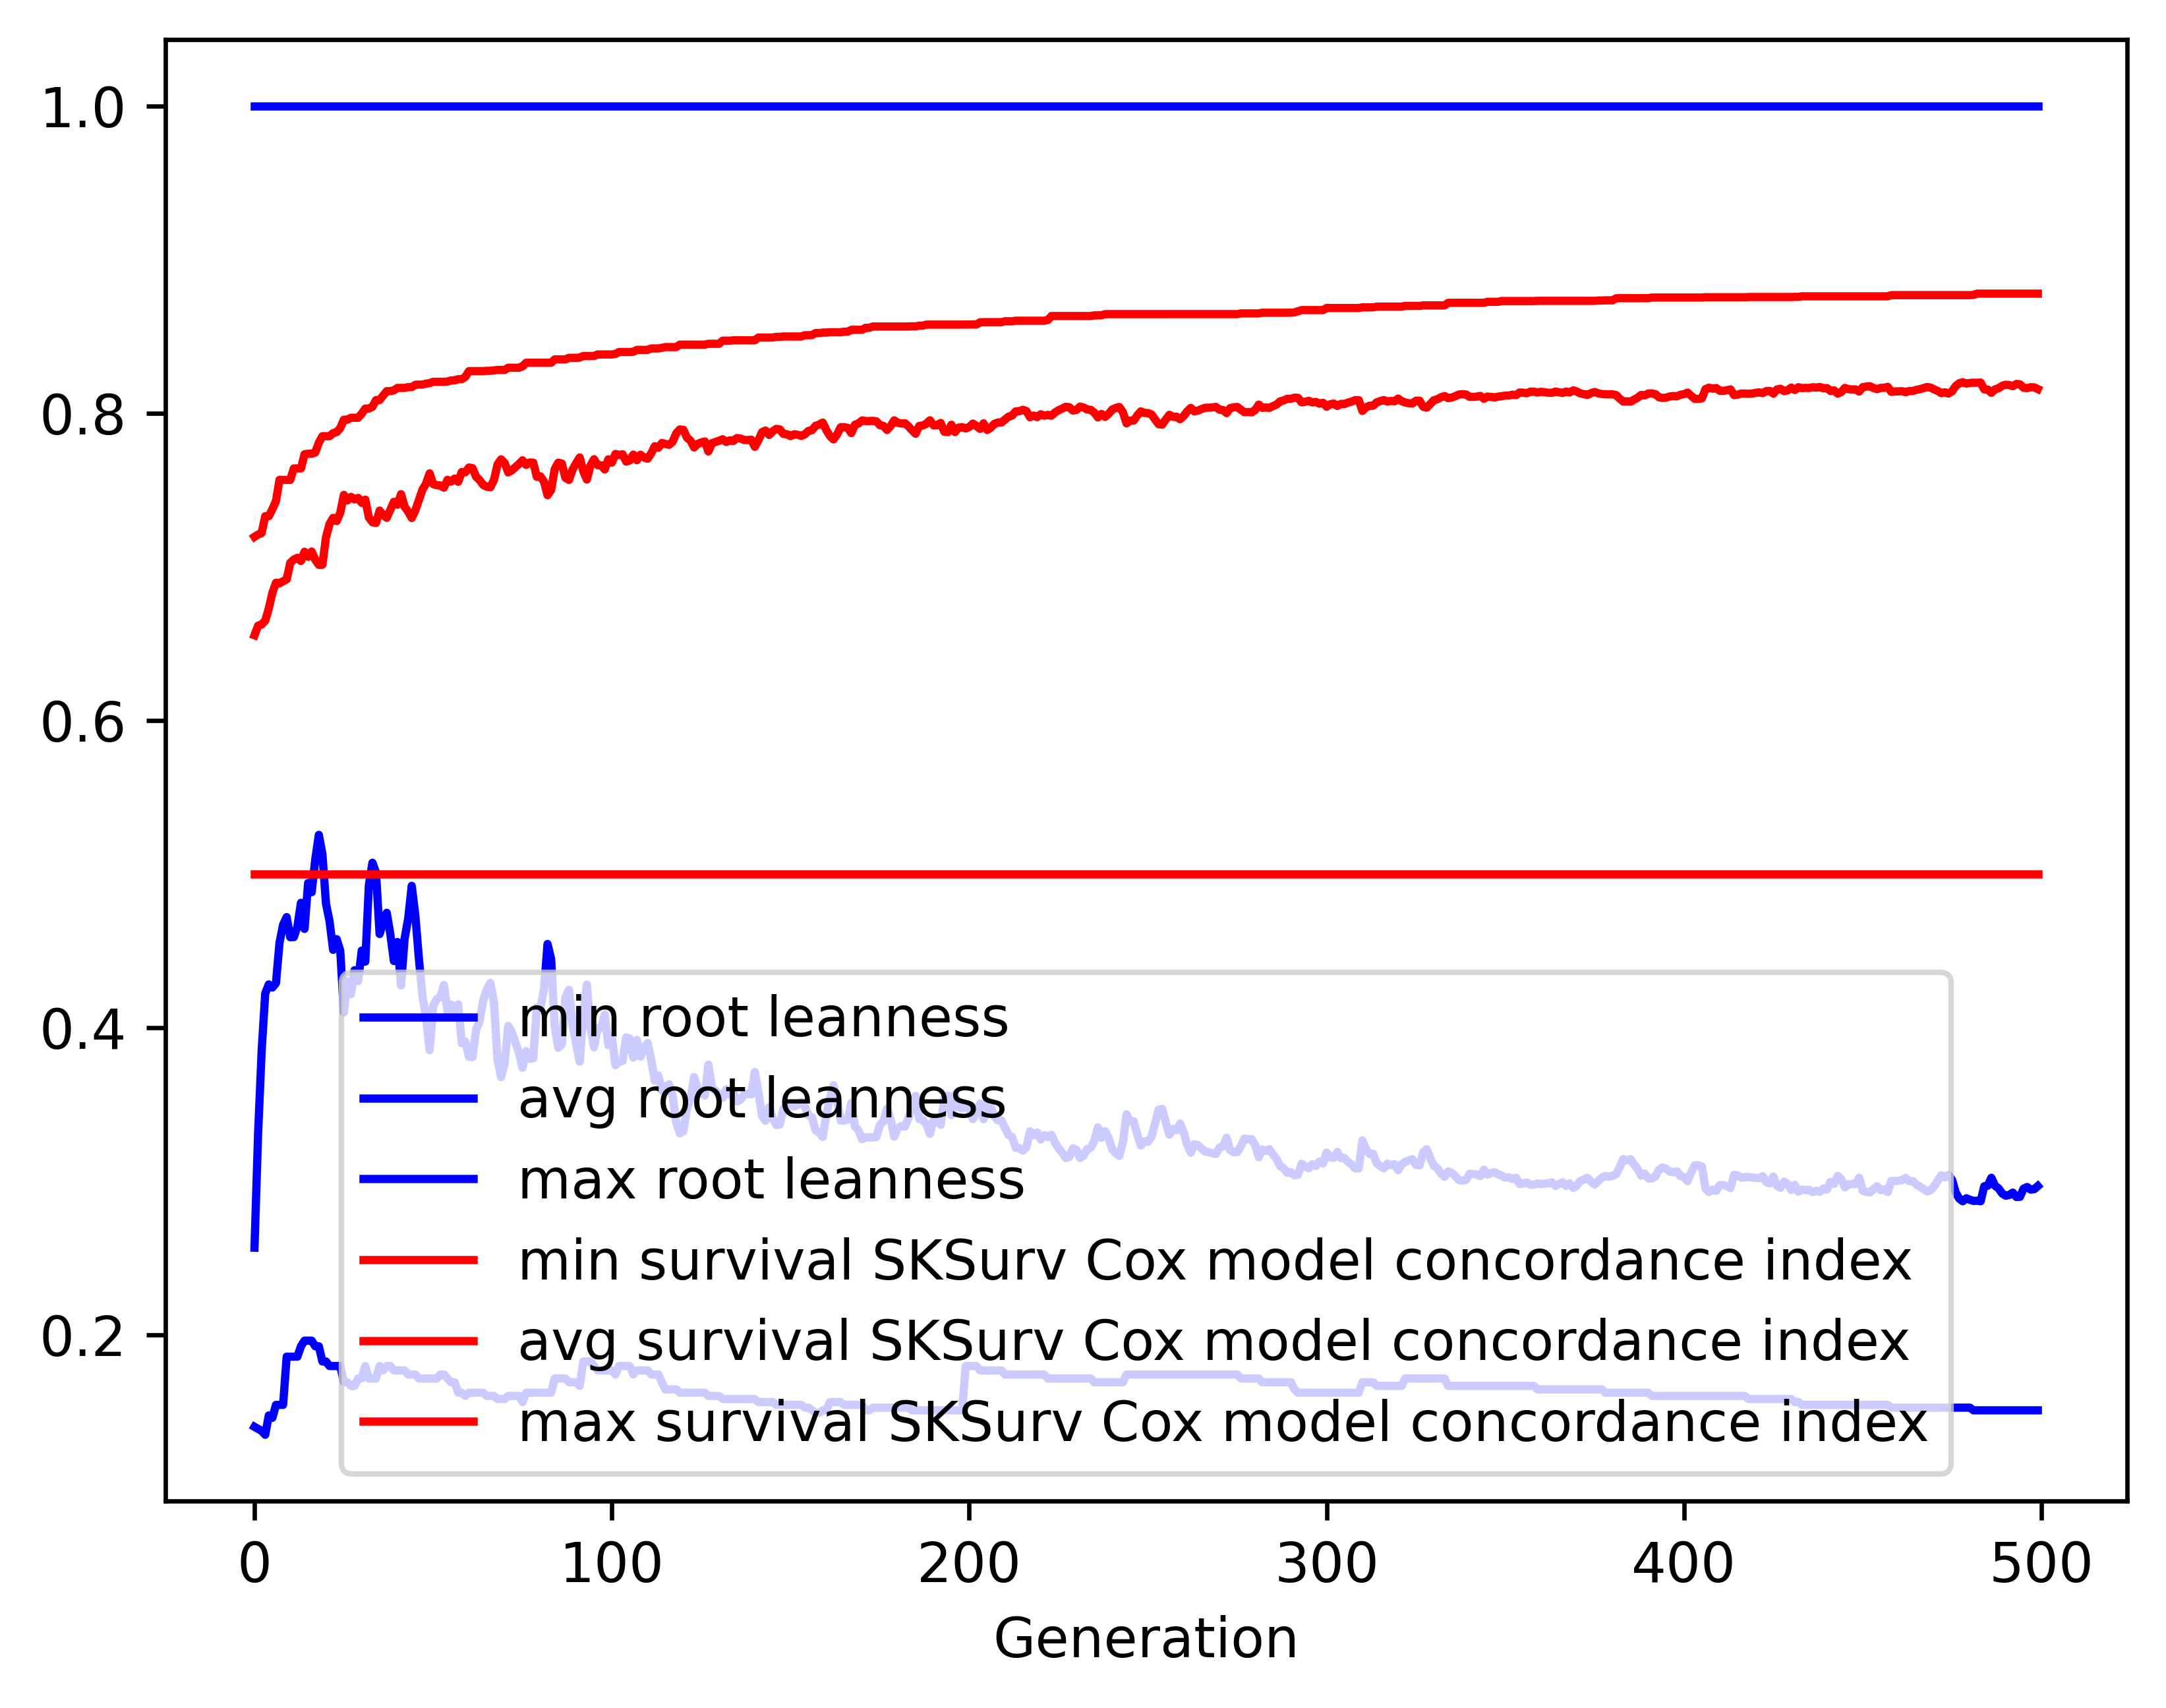 1.0
0.8
0.6
0.4
0.2
min root leanness
avg root leanness
max root leanness
min survival SKSurv Cox model concordance index
avg survival SKSurv Cox model concordance index
max survival SKSurv Cox model concordance index
0 100 200 300 400 500
Generation